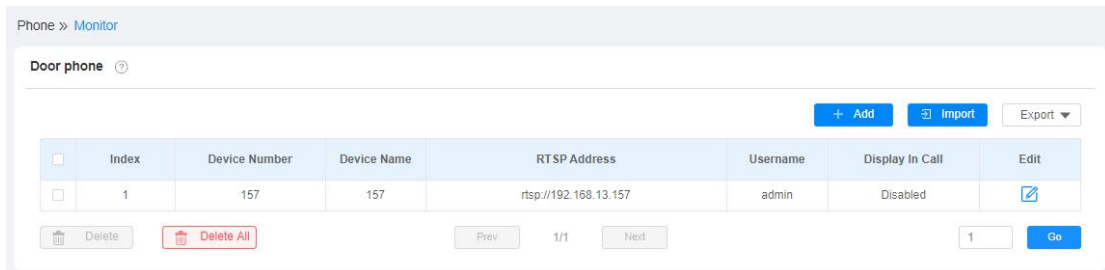 Phone » Monitor
Door phone ?
+ Add Import Export
Index Device Number Device Name RTSP Address Username Display In Call Edit
1 157 157 rtsp://192.168.13.157 admin Disabled
Delete Delete All Prev 1/1 Next 1 Go